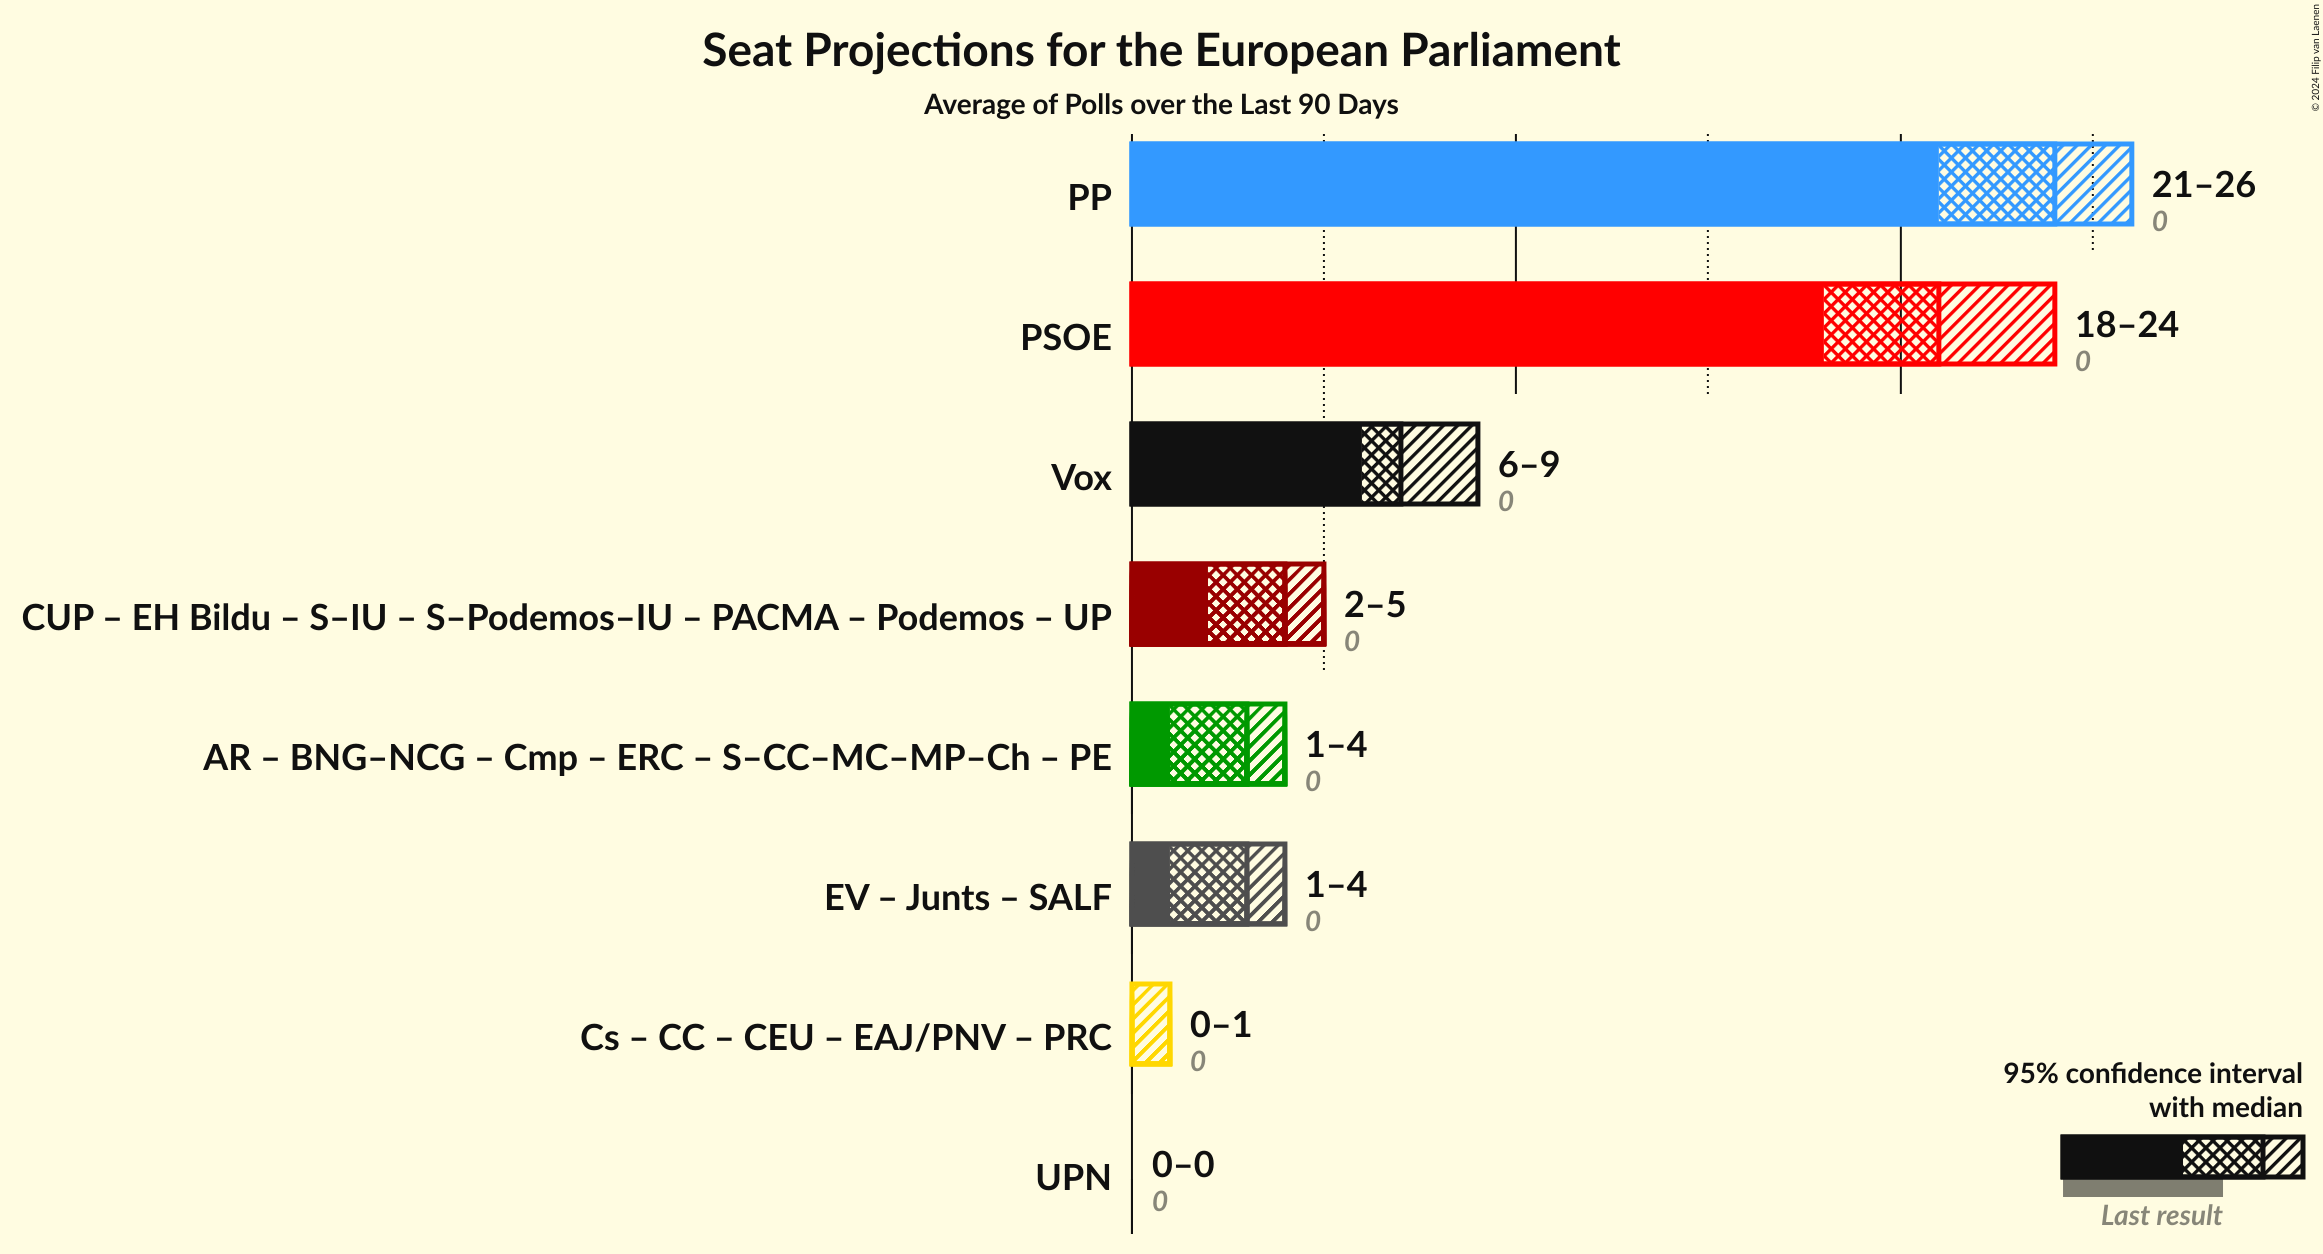 Seat Projections for the European Parliament
Average of Polls over the Last 90 Days
© 2024 Filip van Laenen
PP
21–26
0
PSOE
18–24
0
Vox
6–9
0
CUP – EH Bildu – S–IU – S–Podemos–IU – PACMA – Podemos – UP
2–5
0
AR – BNG–NCG – Cmp – ERC – S–CC–MC–MP–Ch – PE
1–4
0
EV – Junts – SALF
1–4
0
Cs – CC – CEU – EAJ/PNV – PRC
0–1
0
UPN
0–0
0
95% confidence interval
with median
Last result